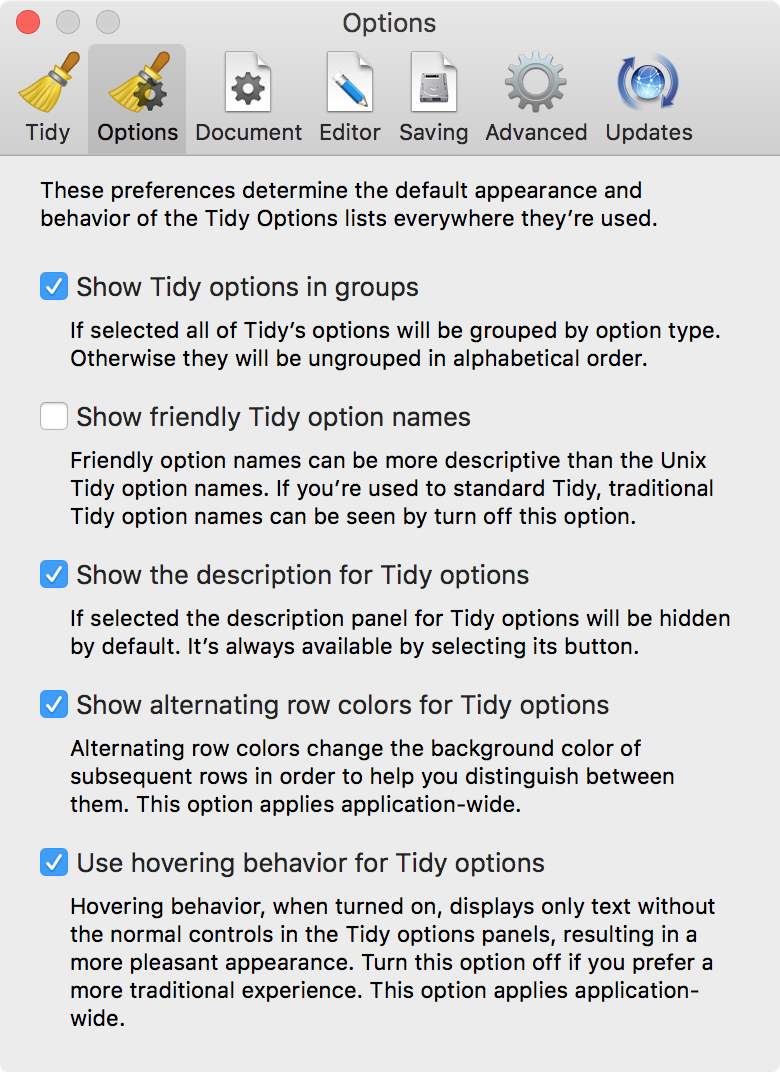 Options
Tidy Options Document Editor Saving Advanced Updates
These preferences determine the default appearance and
behavior of the Tidy Options lists everywhere they’re used.
Show Tidy options in groups
If selected all of Tidy’s options will be grouped by option type.
Otherwise they will be ungrouped in alphabetical order.
Show friendly Tidy option names
Friendly option names can be more descriptive than the Unix
Tidy option names. If you’re used to standard Tidy, traditional
Tidy option names can be seen by turn off this option.
Show the description for Tidy options
If selected the description panel for Tidy options will be hidden
by default. It’s always available by selecting its button.
Show alternating row colors for Tidy options
Alternating row colors change the background color of
subsequent rows in order to help you distinguish between
them. This option applies application-wide.
Use hovering behavior for Tidy options
Hovering behavior, when turned on, displays only text without
the normal controls in the Tidy options panels, resulting in a
more pleasant appearance. Turn this option off if you prefer a
more traditional experience. This option applies application-
wide.